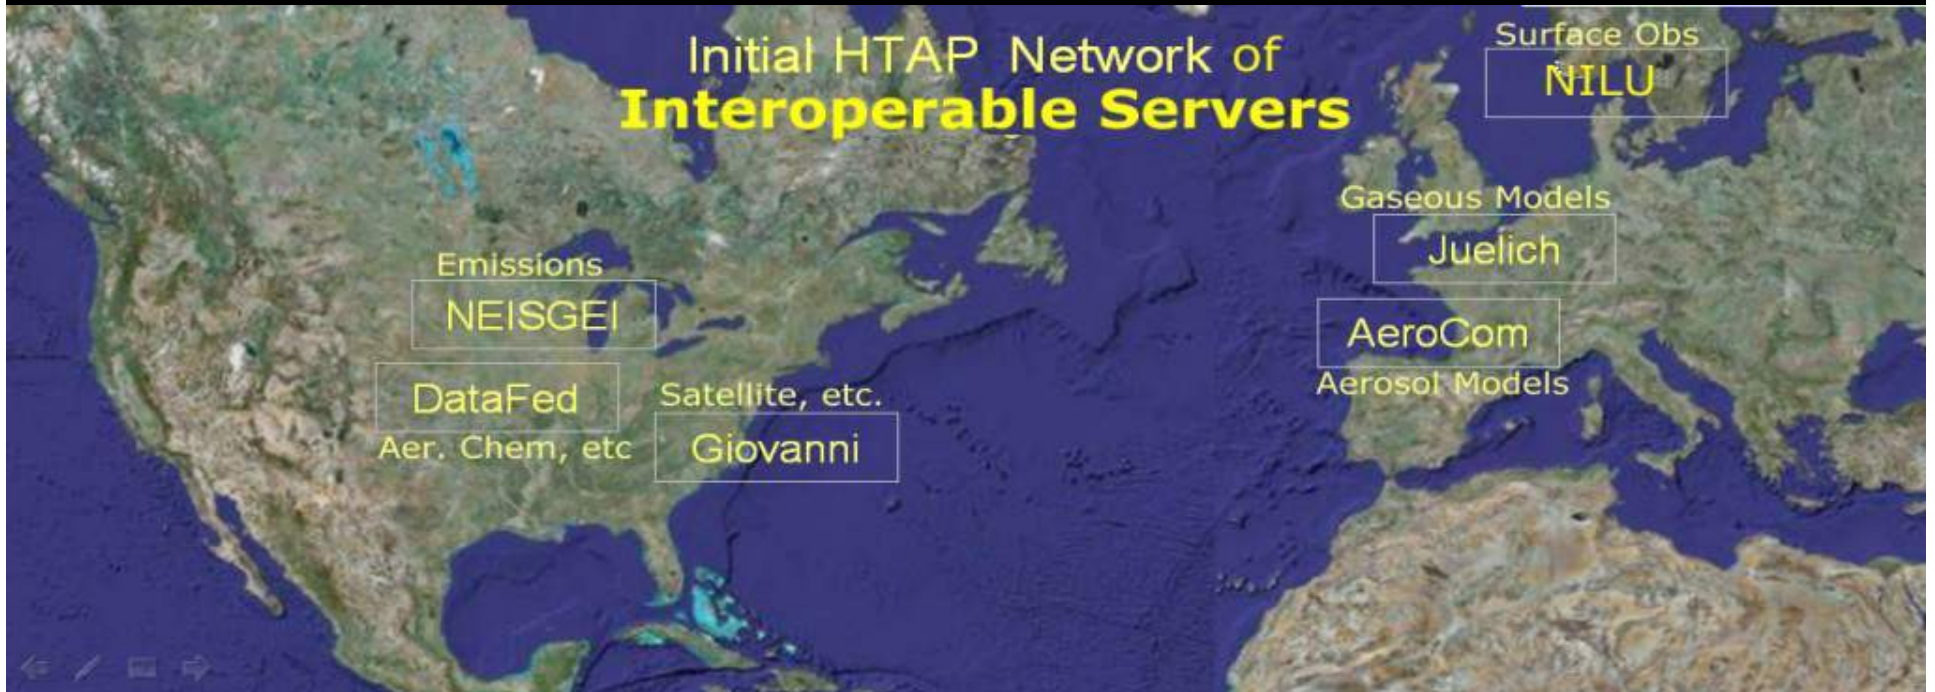 Initial HTAP Network of
Interoperable Servers
Surface Obs
NILU
Gaseous Models
Juelich
AeroCom
Aerosol Models
Emissions
NEISGEI
DataFed
Aer. Chem, etc
Satellite, etc.
Giovanni